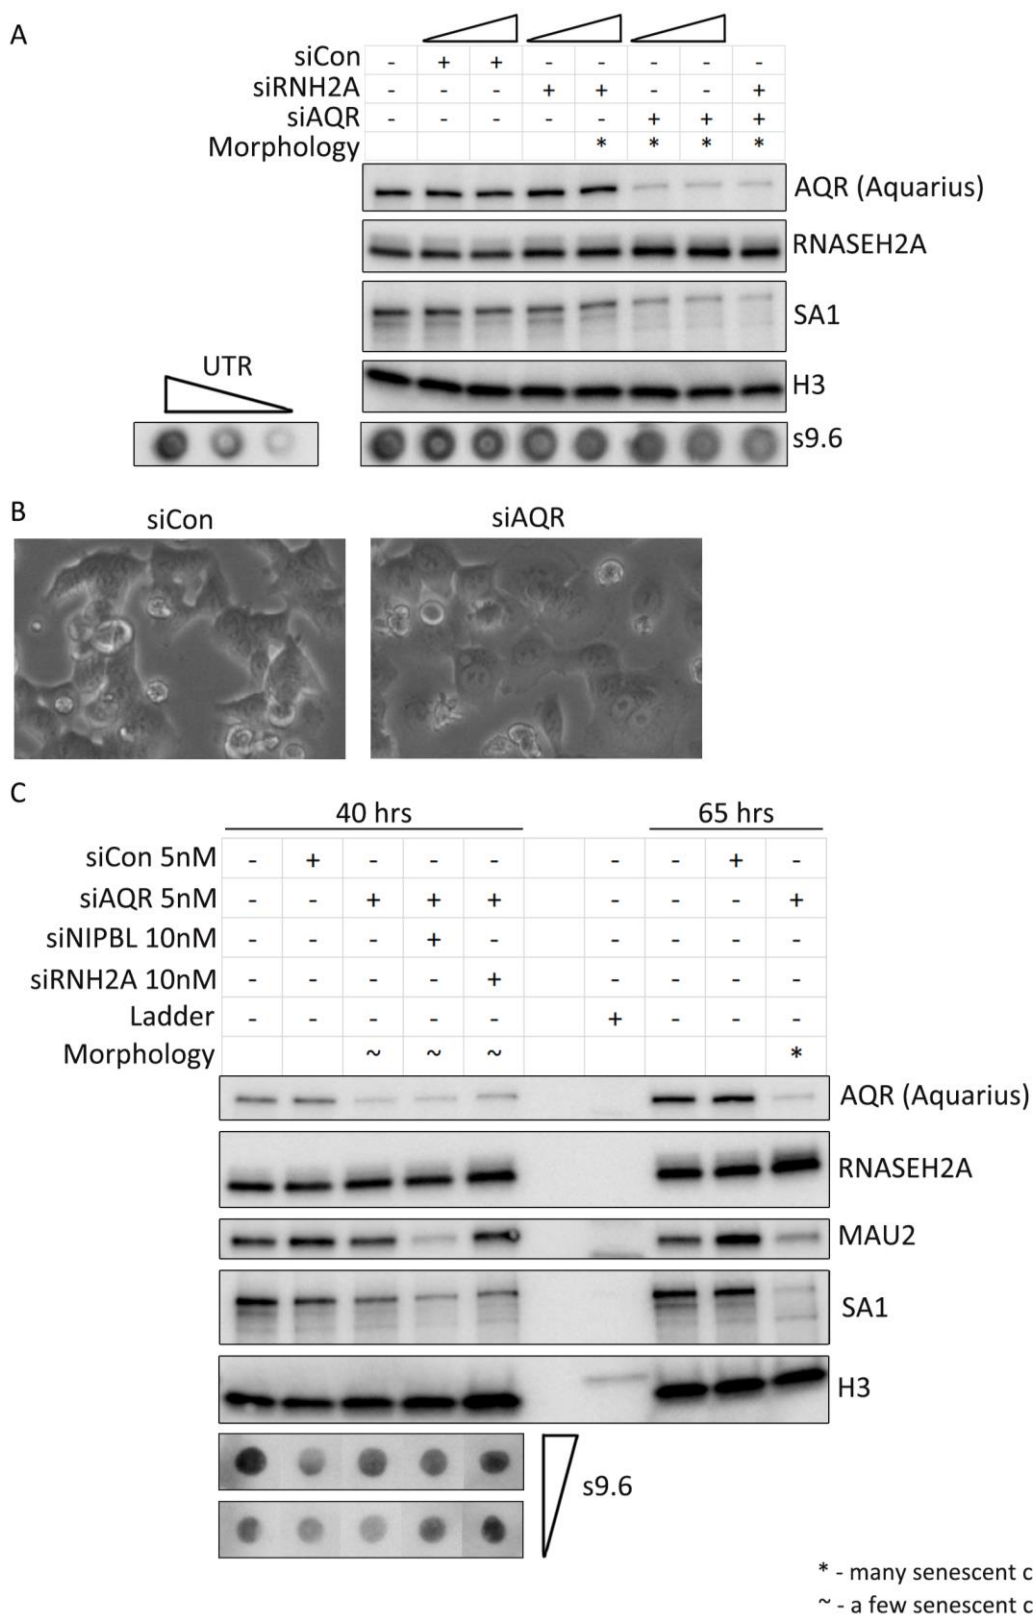 A
siCon - + + - - - - -
siRNH2A - - - + + - - +
siAQR - - - - - + + +
Morphology * * * *
AQR (Aquarius)
RNASEH2A
SA1
H3
UTR
s9.6
B
siCon siAQR
C
40 hrs 65 hrs
siCon 5nM - + - - - - - + -
siAQR 5nM - - + + + - - - +
siNIPBL 10nM - - - + - - - - -
siRNH2A 10nM - - - - + - - - -
Ladder - - - - - + - - -
Morphology ~ ~ ~ *
AQR (Aquarius)
RNASEH2A
MAU2
SA1
H3
s9.6
* - many senescent c
~ - a few senescent c